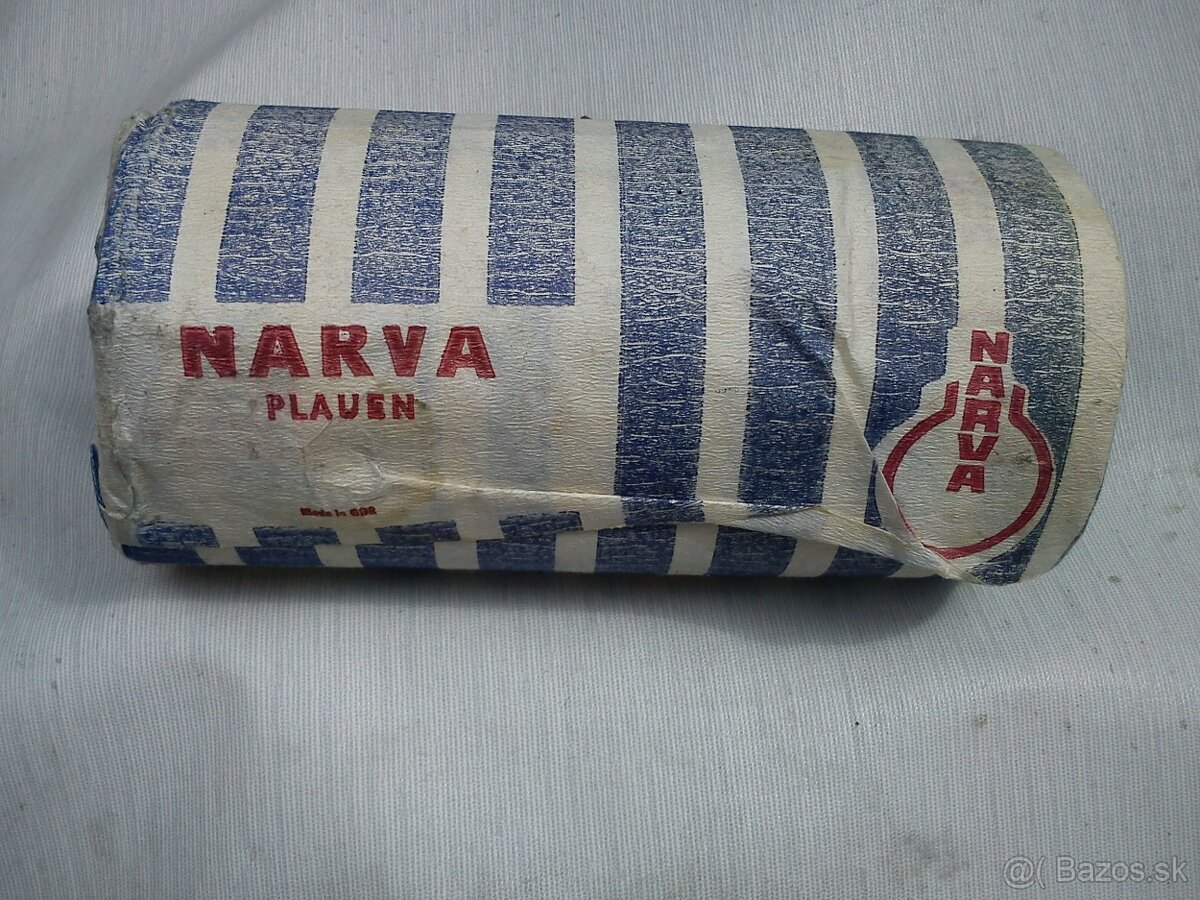 NARVA
PLAUEN
Made in GDR
NARVA
@( Bazos.sk